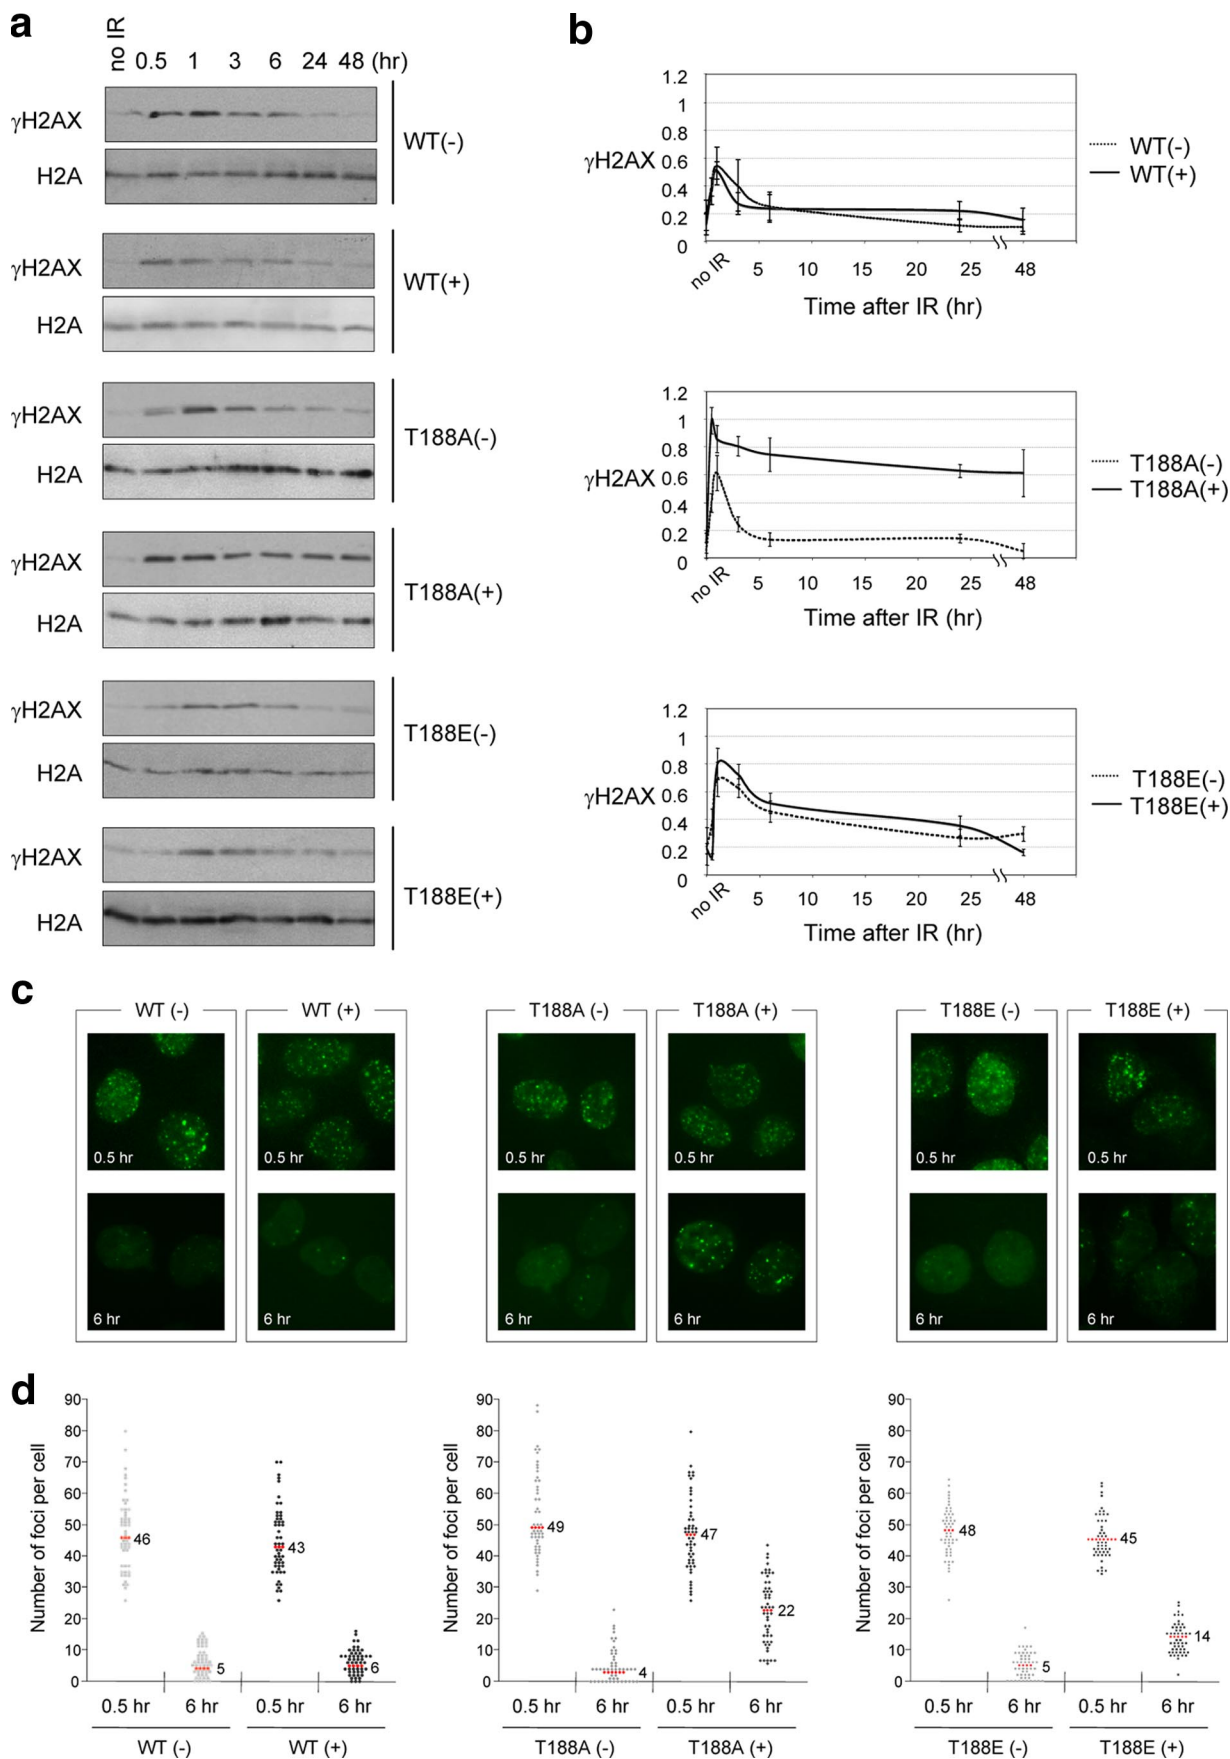 a
no IR 0.5 1 3 6 24 48 (hr)
γH2AX
H2A
WT(-)
γH2AX
H2A
WT(+)
γH2AX
H2A
T188A(-)
γH2AX
H2A
T188A(+)
γH2AX
H2A
T188E(-)
γH2AX
H2A
T188E(+)
b
1.2
1
0.8
0.6
0.4
0.2
0
γH2AX
no IR 5 10 15 20 25 48
Time after IR (hr)
WT(-)
WT(+)
1.2
1
0.8
0.6
0.4
0.2
0
γH2AX
no IR 5 10 15 20 25 48
Time after IR (hr)
T188A(-)
T188A(+)
1.2
1
0.8
0.6
0.4
0.2
0
γH2AX
no IR 5 10 15 20 25 48
Time after IR (hr)
T188E(-)
T188E(+)
c
WT (-) WT (+) T188A (-) T188A (+) T188E (-) T188E (+)
0.5 hr 0.5 hr 0.5 hr 0.5 hr 0.5 hr 0.5 hr
6 hr 6 hr 6 hr 6 hr 6 hr 6 hr
d
Number of foci per cell
90
80
70
60
50
40
30
20
10
0
46
5
43
6
0.5 hr 6 hr 0.5 hr 6 hr
WT (-) WT (+)
Number of foci per cell
90
80
70
60
50
40
30
20
10
0
49
4
47
22
0.5 hr 6 hr 0.5 hr 6 hr
T188A (-) T188A (+)
Number of foci per cell
90
80
70
60
50
40
30
20
10
0
48
5
45
14
0.5 hr 6 hr 0.5 hr 6 hr
T188E (-) T188E (+)